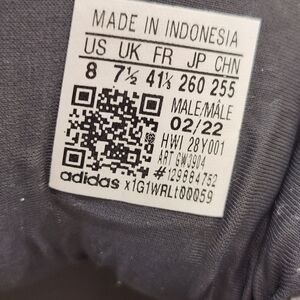 MADE IN INDONESIA
US UK FR JP CHN
8 7½ 41⅓ 260 255
MALE/MÂLE
02/22
HWI 28Y001
ART GW3904
#129884752
adidas x1G1WRLt00059